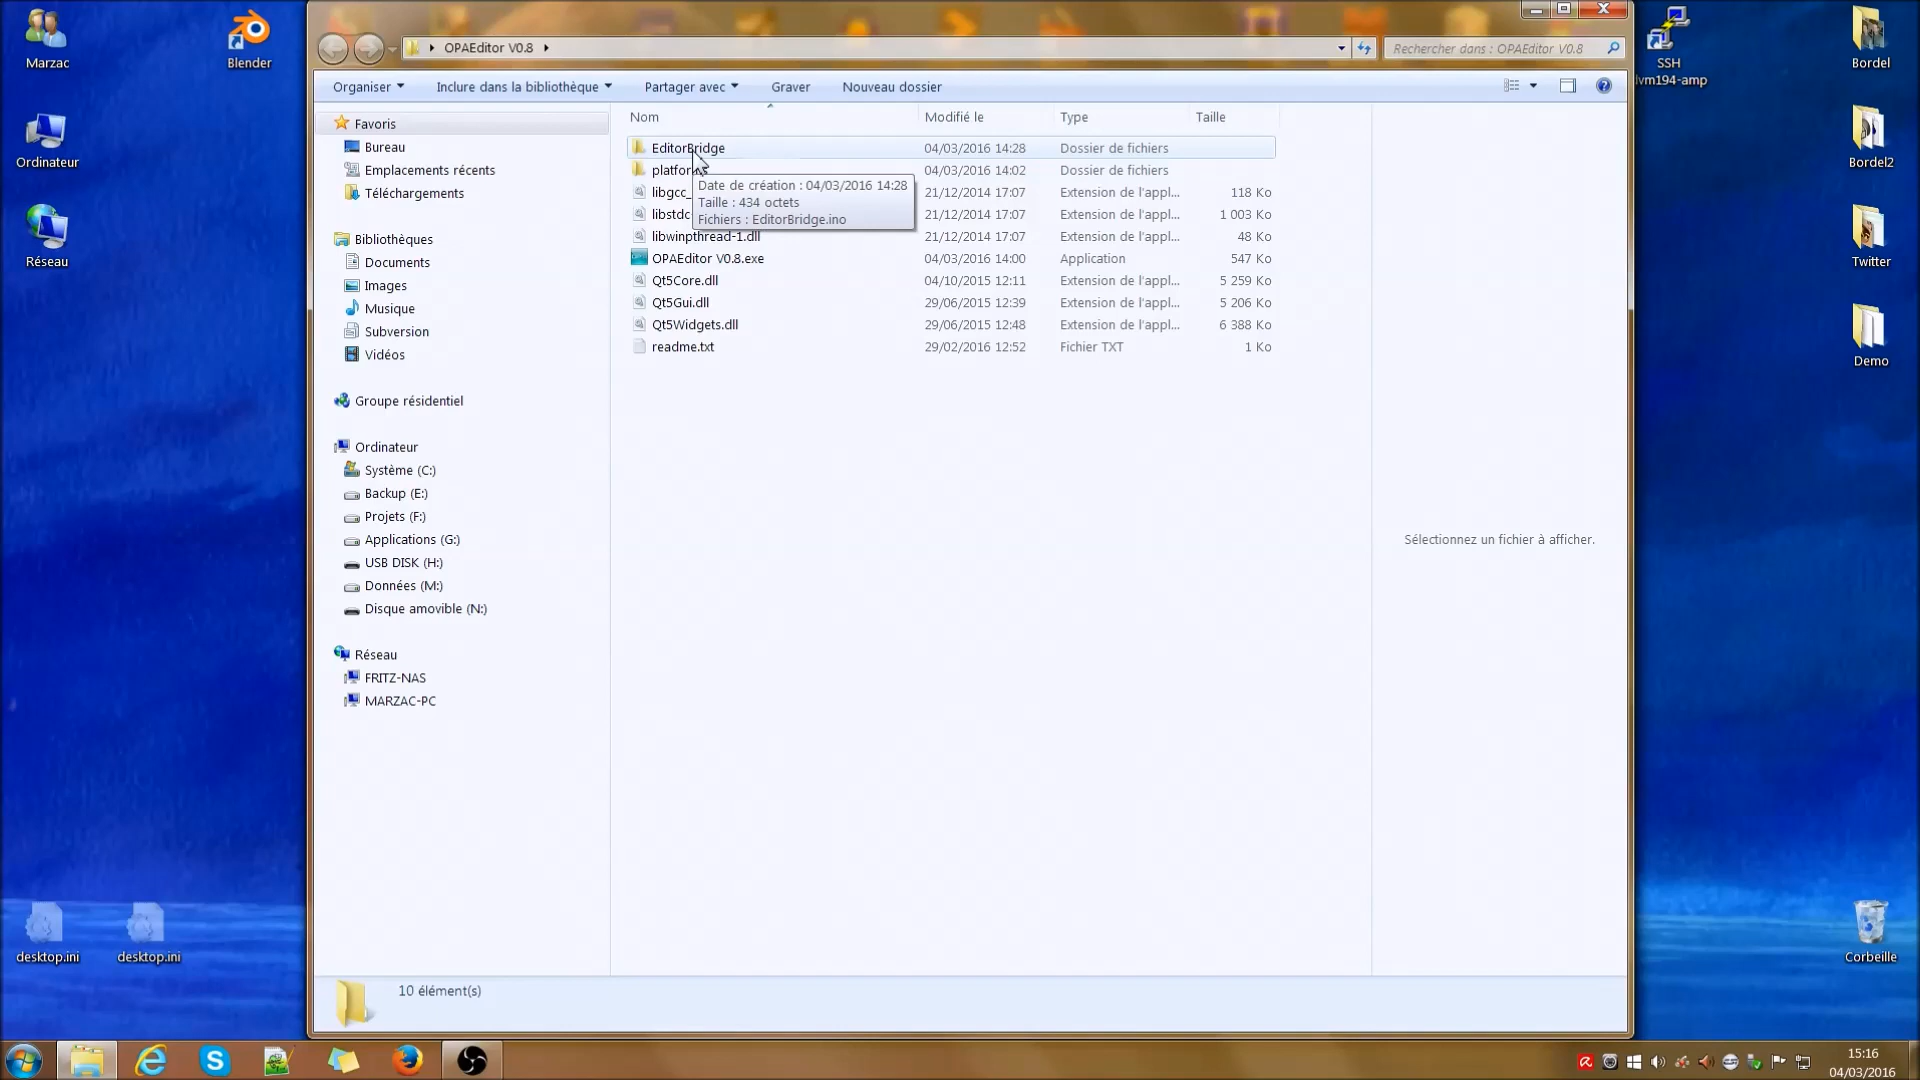 Marzac
Blender
Ordinateur
Réseau
desktop.ini
desktop.ini
OPAEditor V0.8
Rechercher dans : OPAEditor V0.8
Organiser
Inclure dans la bibliothèque
Partager avec
Graver
Nouveau dossier
Favoris
Bureau
Emplacements récents
Téléchargements
Bibliothèques
Documents
Images
Musique
Subversion
Vidéos
Groupe résidentiel
Ordinateur
Système (C:)
Backup (E:)
Projets (F:)
Applications (G:)
USB DISK (H:)
Données (M:)
Disque amovible (N:)
Réseau
FRITZ-NAS
MARZAC-PC
Nom Modifié le Type Taille
EditorBridge 04/03/2016 14:28 Dossier de fichiers
04/03/2016 14:02 Dossier de fichiers
libgcc_ 21/12/2014 17:07 Extension de l'appl... 118 Ko
libstdc 21/12/2014 17:07 Extension de l'appl... 1 003 Ko
libwinpthread-1.dll 21/12/2014 17:07 Extension de l'appl... 48 Ko
OPAEditor V0.8.exe 04/03/2016 14:00 Application 547 Ko
Qt5Core.dll 04/10/2015 12:11 Extension de l'appl... 5 259 Ko
Qt5Gui.dll 29/06/2015 12:39 Extension de l'appl... 5 206 Ko
Qt5Widgets.dll 29/06/2015 12:48 Extension de l'appl... 6 388 Ko
readme.txt 29/02/2016 12:52 Fichier TXT 1 Ko
Date de création : 04/03/2016 14:28
Taille : 434 octets
Fichiers : EditorBridge.ino
Sélectionnez un fichier à afficher.
10 élément(s)
SSH
lvm194-amp
Bordel
Bordel2
Twitter
Demo
Corbeille
15:16
04/03/2016